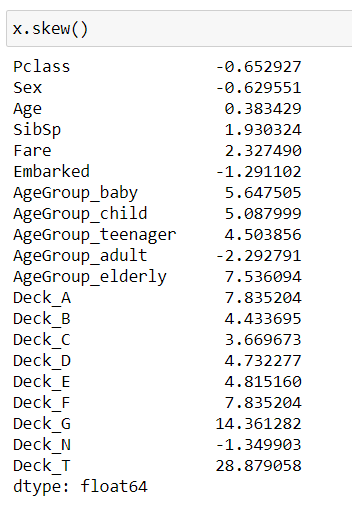 x.skew()
Pclass -0.652927
Sex -0.629551
Age 0.383429
SibSp 1.930324
Fare 2.327490
Embarked -1.291102
AgeGroup_baby 5.647505
AgeGroup_child 5.087999
AgeGroup_teenager 4.503856
AgeGroup_adult -2.292791
AgeGroup_elderly 7.536094
Deck_A 7.835204
Deck_B 4.433695
Deck_C 3.669673
Deck_D 4.732277
Deck_E 4.815160
Deck_F 7.835204
Deck_G 14.361282
Deck_N -1.349903
Deck_T 28.879058
dtype: float64